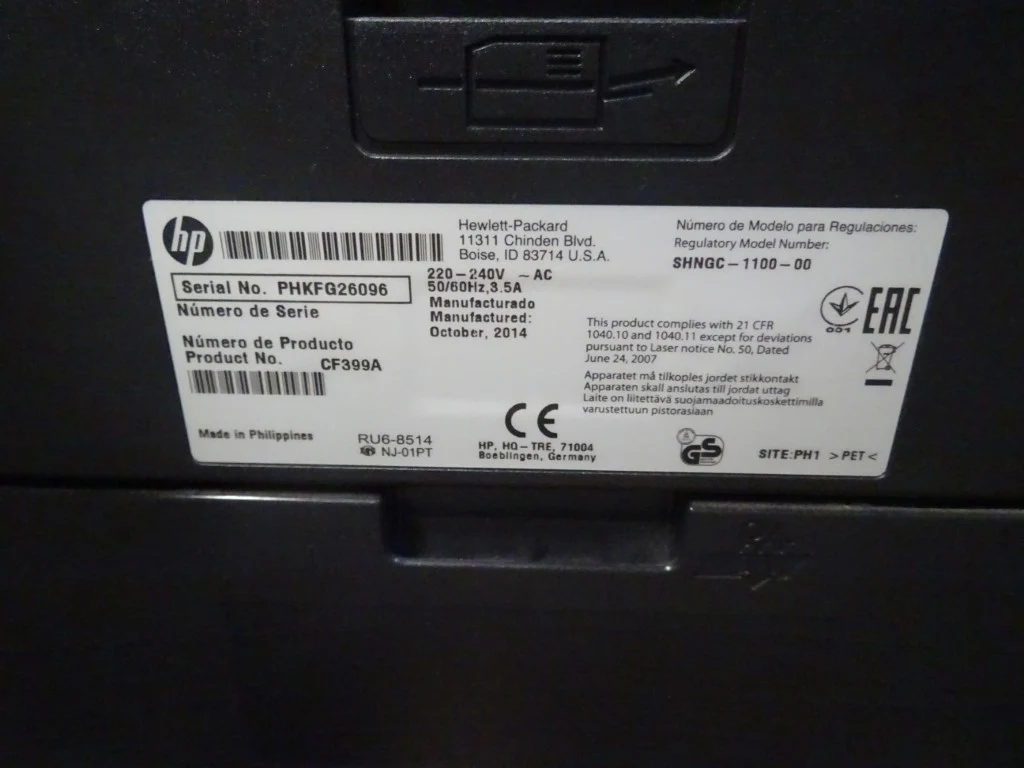 hp
Hewlett-Packard
11311 Chinden Blvd.
Boise, ID 83714 U.S.A.
Número de Modelo para Regulaciones:
Regulatory Model Number:
SHNGC-1100-00
Serial No. PHKFG26096
Número de Serie
220-240V ~ AC
50/60Hz,3.5A
Manufacturado
Manufactured:
October, 2014
Número de Producto
Product No. CF399A
This product complies with 21 CFR
1040.10 and 1040.11 except for deviations
pursuant to Laser notice No. 50, Dated
June 24, 2007
Apparatet må tilkoples jordet stikkontakt
Apparaten skall anslutas till jordat uttag
Laite on liitettävä suojamaadoituskoskettimilla
varustettuun pistorasiaan
001
EAC
Made in Philippines
RU6-8514
NJ-01PT
CE
HP, HQ-TRE, 71004
Boeblingen, Germany
GS
SITE:PH1 >PET<